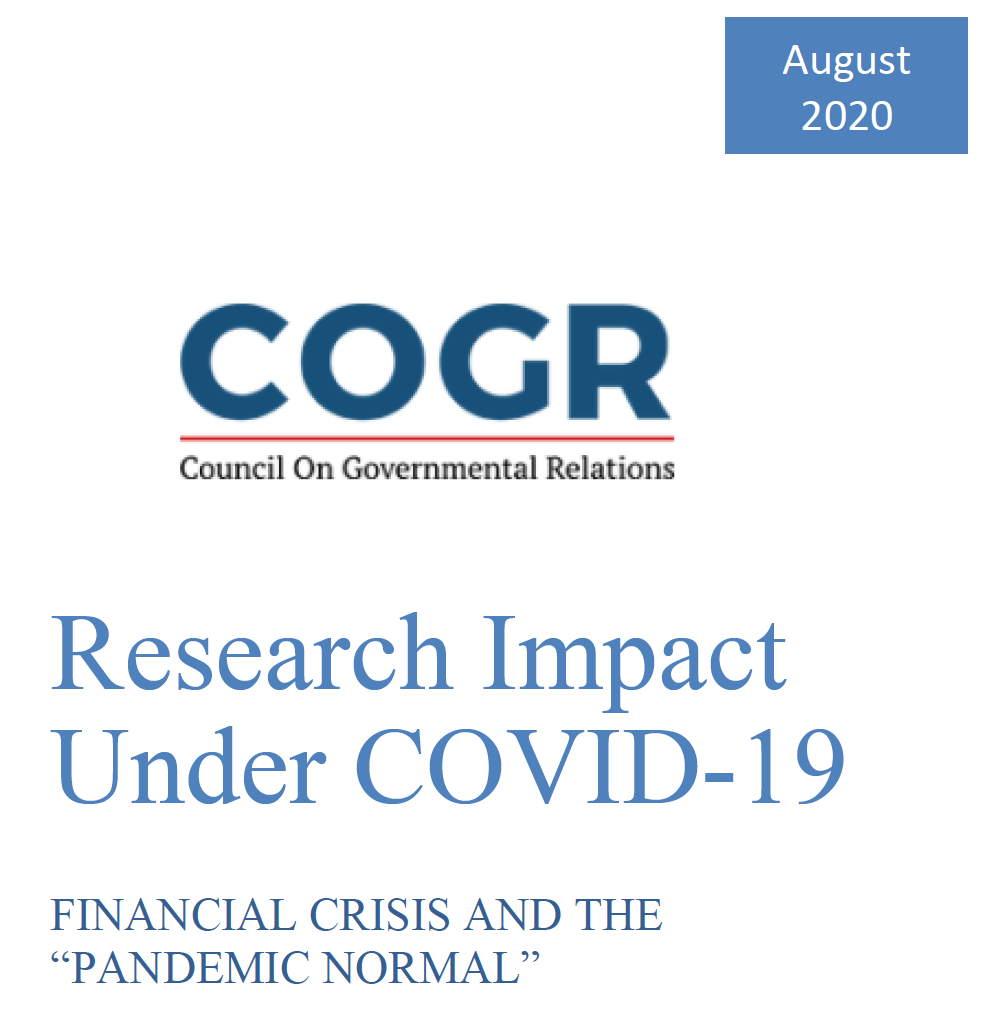 August
2020
COGR
Council On Governmental Relations
Research Impact
Under COVID-19
FINANCIAL CRISIS AND THE
“PANDEMIC NORMAL”